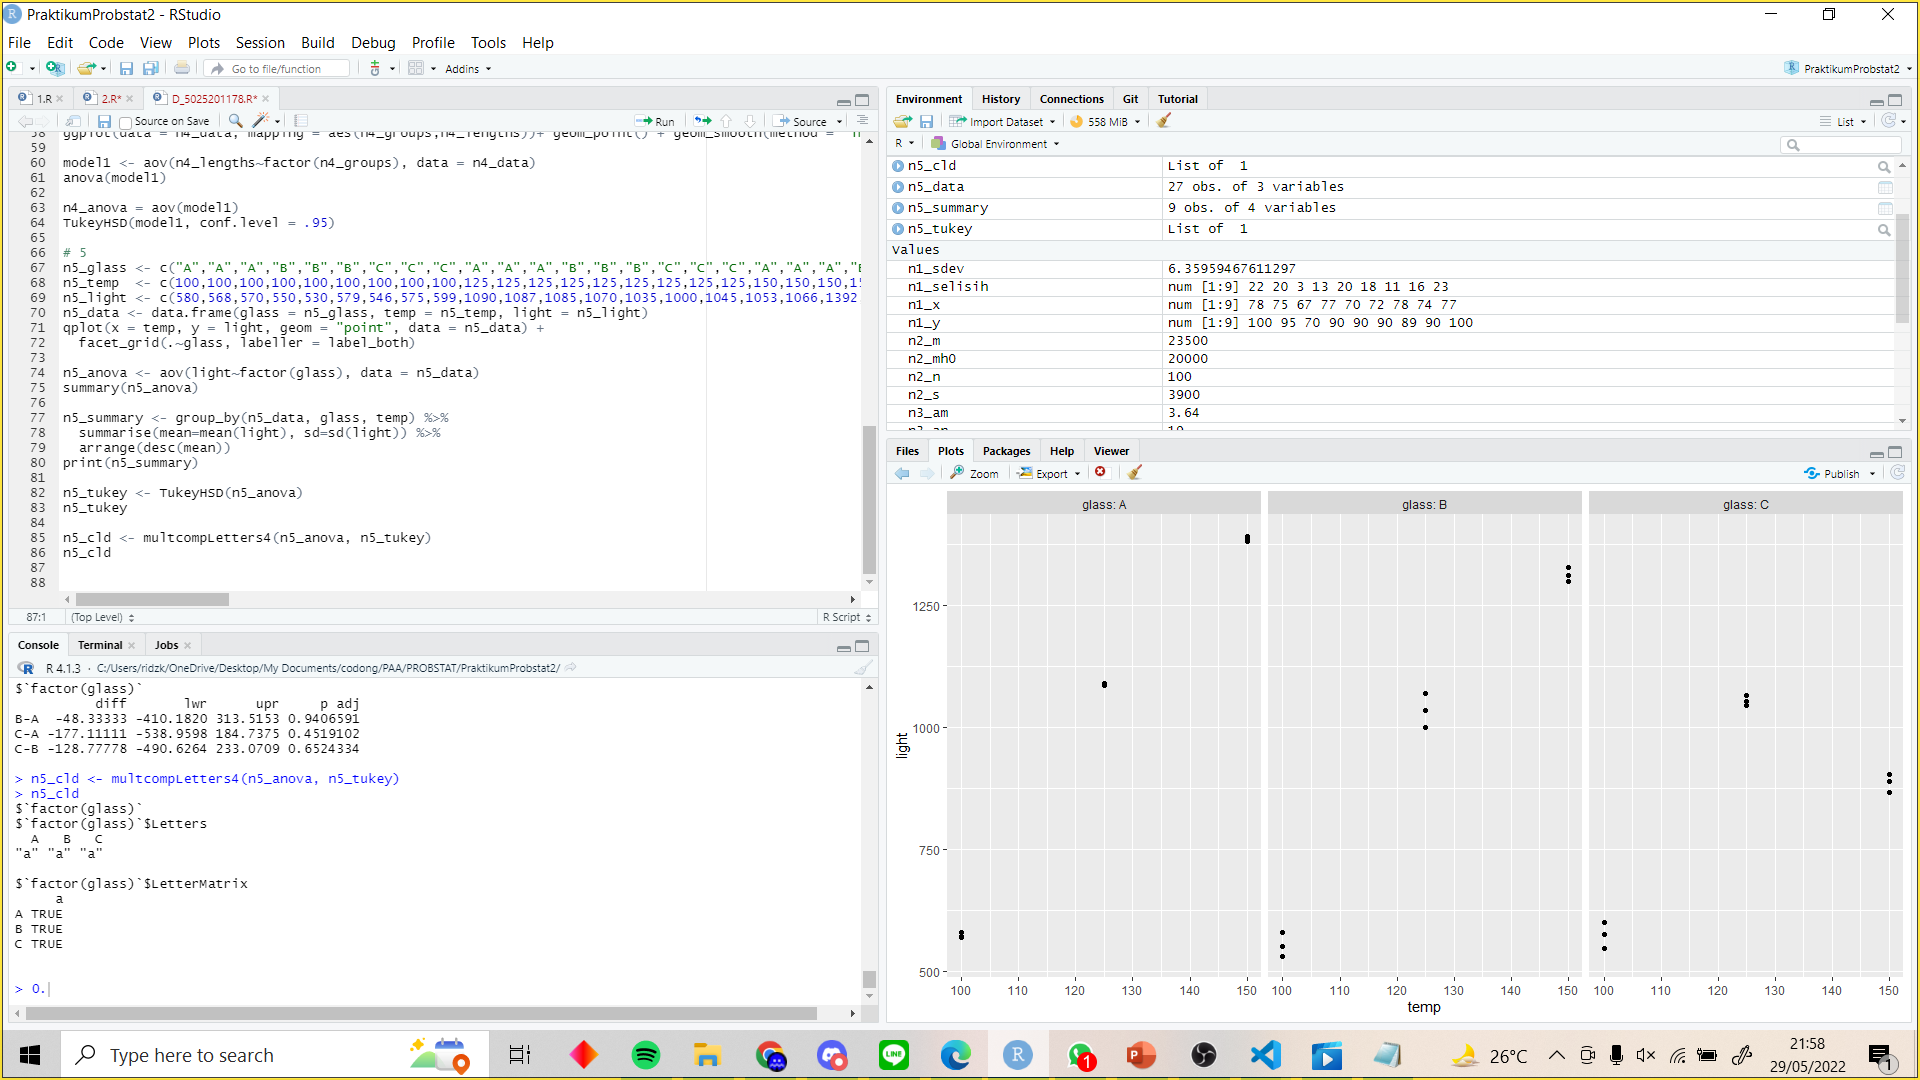 PraktikumProbstat2 - RStudio
File Edit Code View Plots Session Build Debug Profile Tools Help
Go to file/function
Addins
PraktikumProbstat2
1.R
2.R*
D_5025201178.R*
Source on Save
Run
Source
59
60 model1 <- aov(n4_lengths~factor(n4_groups), data = n4_data)
61 anova(model1)
62
63 n4_anova = aov(model1)
64 TukeyHSD(model1, conf.level = .95)
65
66 # 5
67 n5_glass <- c("A","A","A","B","B","B","C","C","C","A","A","A","B","B","B","C","C","C","A","A","A","B
68 n5_temp <- c(100,100,100,100,100,100,100,100,100,125,125,125,125,125,125,125,125,125,150,150,150,15
69 n5_light <- c(580,568,570,550,530,579,546,575,599,1090,1087,1085,1070,1035,1000,1045,1053,1066,1392
70 n5_data <- data.frame(glass = n5_glass, temp = n5_temp, light = n5_light)
71 qplot(x = temp, y = light, geom = "point", data = n5_data) +
72 facet_grid(.~glass, labeller = label_both)
73
74 n5_anova <- aov(light~factor(glass), data = n5_data)
75 summary(n5_anova)
76
77 n5_summary <- group_by(n5_data, glass, temp) %>%
78 summarise(mean=mean(light), sd=sd(light)) %>%
79 arrange(desc(mean))
80 print(n5_summary)
81
82 n5_tukey <- TukeyHSD(n5_anova)
83 n5_tukey
84
85 n5_cld <- multcompLetters4(n5_anova, n5_tukey)
86 n5_cld
87
88
87:1 (Top Level) R Script
Console Terminal Jobs
R 4.1.3 · C:/Users/ridzk/OneDrive/Desktop/My Documents/codong/PAA/PROBSTAT/PraktikumProbstat2/
$`factor(glass)`
diff lwr upr p adj
B-A -48.33333 -410.1820 313.5153 0.9406591
C-A -177.11111 -538.9598 184.7375 0.4519102
C-B -128.77778 -490.6264 233.0709 0.6524334
> n5_cld <- multcompLetters4(n5_anova, n5_tukey)
> n5_cld
$`factor(glass)`
$`factor(glass)`$Letters
A B C
"a" "a" "a"
$`factor(glass)`$LetterMatrix
a
A TRUE
B TRUE
C TRUE
> 0.
Environment History Connections Git Tutorial
Import Dataset 558 MiB List
R Global Environment
n5_cld List of 1
n5_data 27 obs. of 3 variables
n5_summary 9 obs. of 4 variables
n5_tukey List of 1
Values
n1_sdev 6.35959467611297
n1_selisih num [1:9] 22 20 3 13 20 18 11 16 23
n1_x num [1:9] 78 75 67 77 70 72 78 74 77
n1_y num [1:9] 100 95 70 90 90 90 89 90 100
n2_m 23500
n2_mh0 20000
n2_n 100
n2_s 3900
n3_am 3.64
Files Plots Packages Help Viewer
Zoom Export Publish
glass: A glass: B glass: C
1250
1000
750
500
light
100 110 120 130 140 150 100 110 120 130 140 150 100 110 120 130 140 150
temp
Type here to search
1
26°C
21:58
29/05/2022
1